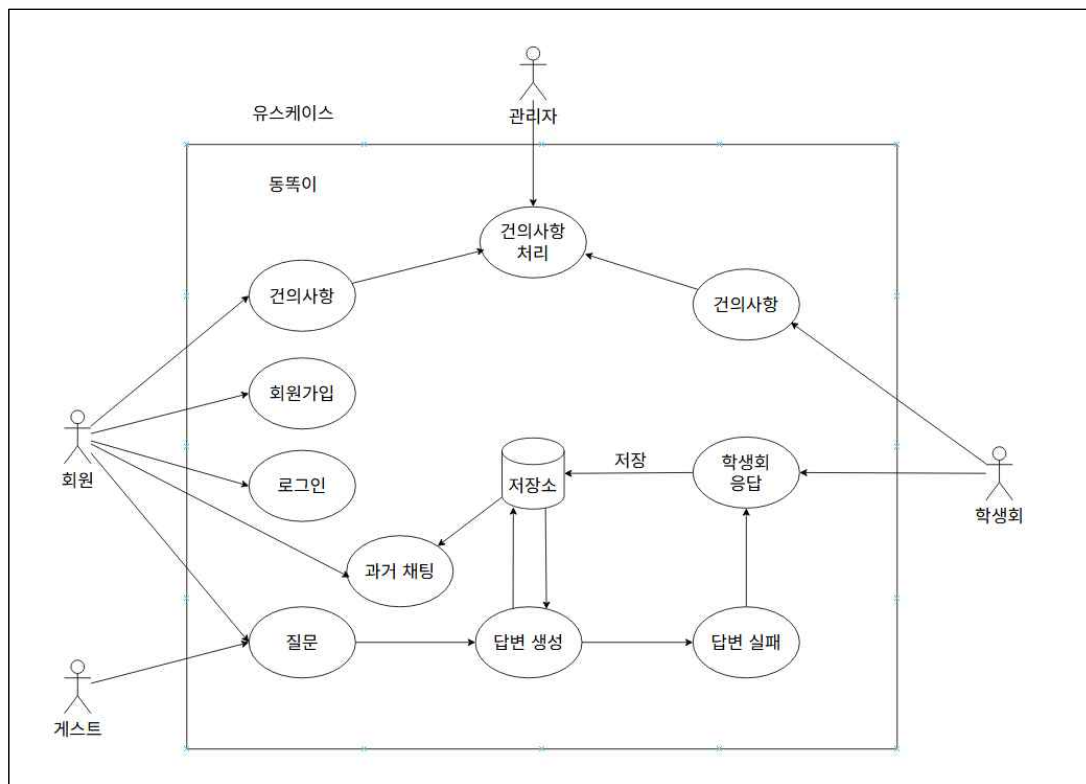 관리자
유스케이스
동똑이
건의사항
처리
건의사항
건의사항
회원가입
회원
로그인
저장소
저장
학생회
응답
학생회
과거 채팅
질문
답변 생성
답변 실패
게스트